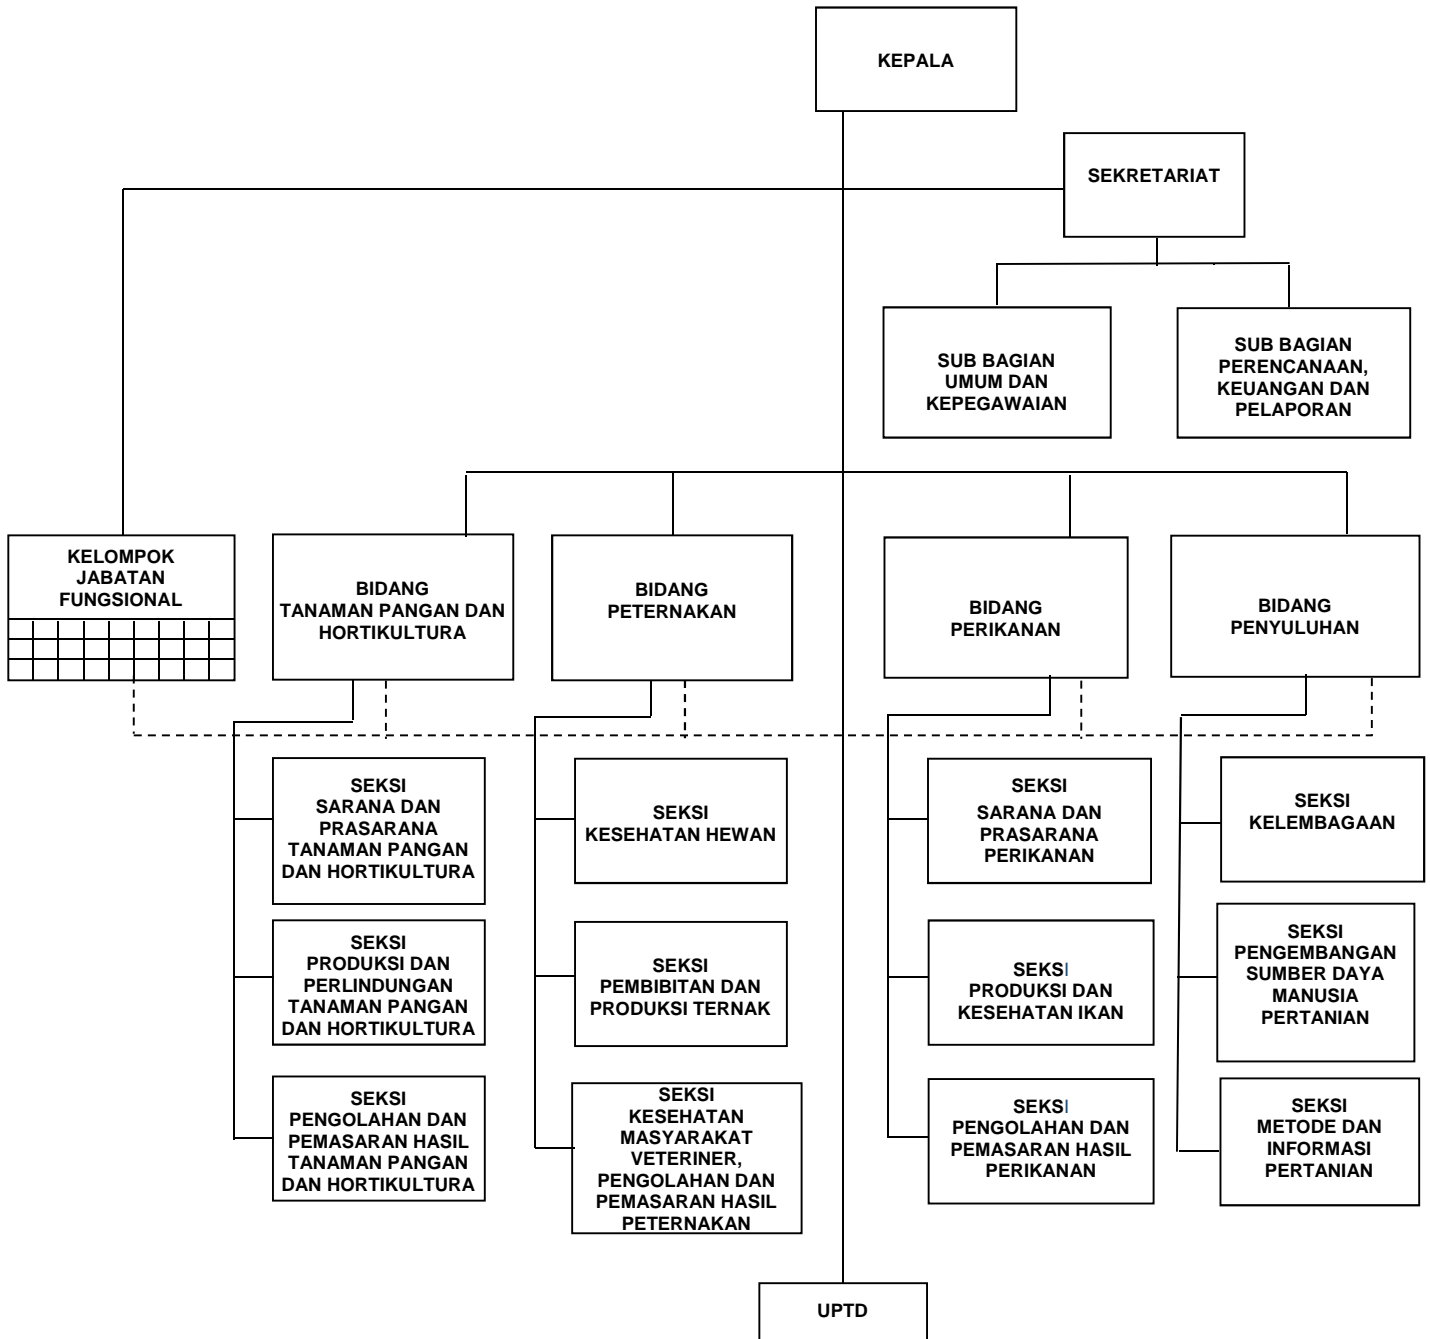 KEPALA
SEKRETARIAT
SUB BAGIAN
UMUM DAN
KEPEGAWAIAN
SUB BAGIAN
PERENCANAAN,
KEUANGAN DAN
PELAPORAN
KELOMPOK
JABATAN
FUNGSIONAL
BIDANG
TANAMAN PANGAN DAN
HORTIKULTURA
BIDANG
PETERNAKAN
BIDANG
PERIKANAN
BIDANG
PENYULUHAN
SEKSI
SARANA DAN
PRASARANA
TANAMAN PANGAN
DAN HORTIKULTURA
SEKSI
KESEHATAN HEWAN
SEKSI
SARANA DAN
PRASARANA
PERIKANAN
SEKSI
KELEMBAGAAN
SEKSI
PRODUKSI DAN
PERLINDUNGAN
TANAMAN PANGAN
DAN HORTIKULTURA
SEKSI
PEMBIBITAN DAN
PRODUKSI TERNAK
SEKSI
PRODUKSI DAN
KESEHATAN IKAN
SEKSI
PENGEMBANGAN
SUMBER DAYA
MANUSIA
PERTANIAN
SEKSI
PENGOLAHAN DAN
PEMASARAN HASIL
TANAMAN PANGAN
DAN HORTIKULTURA
SEKSI
KESEHATAN
MASYARAKAT
VETERINER,
PENGOLAHAN DAN
PEMASARAN HASIL
PETERNAKAN
SEKSI
PENGOLAHAN DAN
PEMASARAN HASIL
PERIKANAN
SEKSI
METODE DAN
INFORMASI
PERTANIAN
UPTD